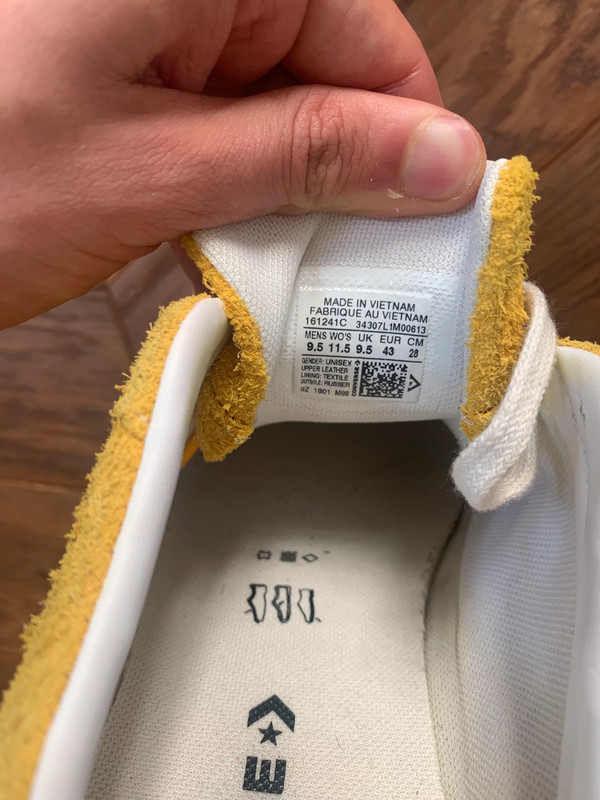 MADE IN VIETNAM
FABRIQUE AU VIETNAM
161241C 34307L1M00613
MENS WO'S UK EUR CM
9.5 11.5 9.5 43 28
GENDER: UNISEX
UPPER LEATHER
LINING: TEXTILE
OUTSOLE: RUBBER
CONVERSE